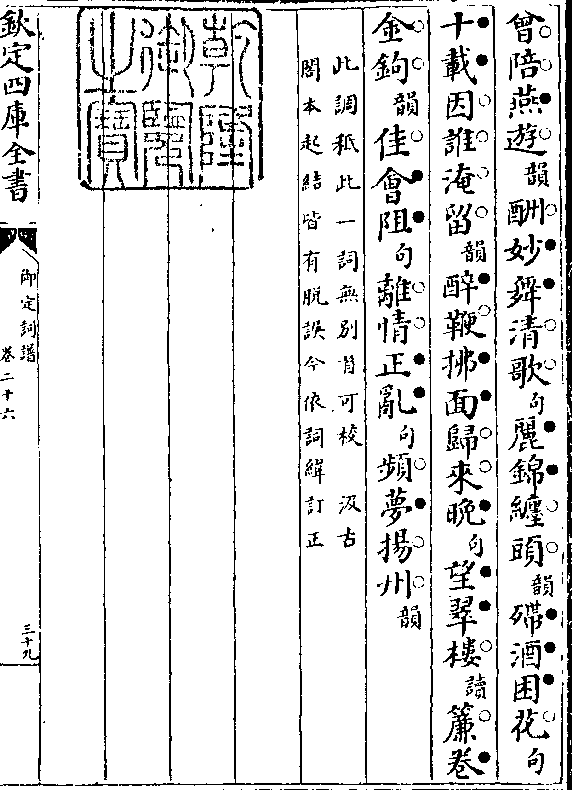 曾陪燕遊韻酬妙舞清歌句麗錦纏頭韻殢酒困花句
十載因誰淹留韻醉鞭拂面歸來晚句望翠樓讀簾卷
金鉤韻佳會阻句離情正亂句頻夢揚州韻
此調秪此一詞無別首可校 汲古
閣本起結皆有脫誤今依詞緯訂正
乾隆御覽之寶
欽定四庫全書
御定詞譜
卷二十六
三十九